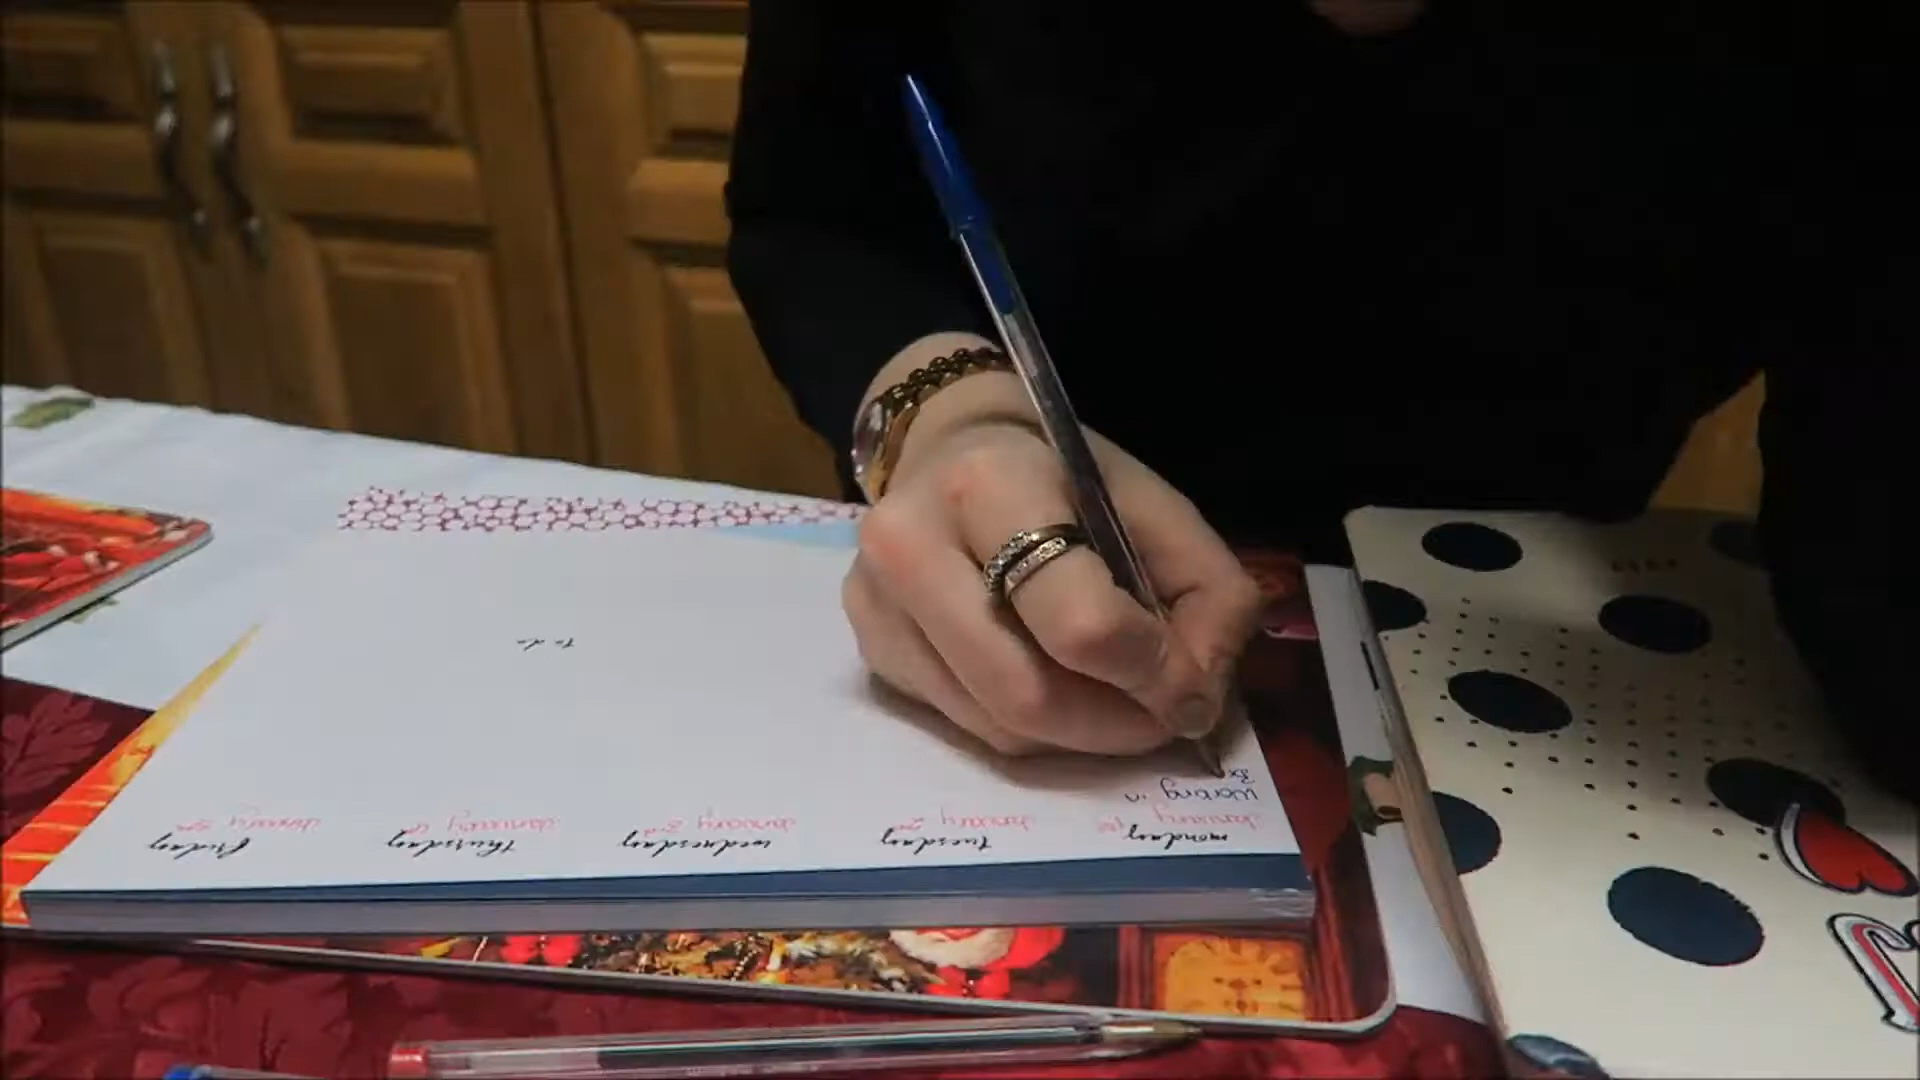 monday tuesday wednesday thursday friday
January 1st January 2nd January 3rd January 4th January 5th
Working in
to do